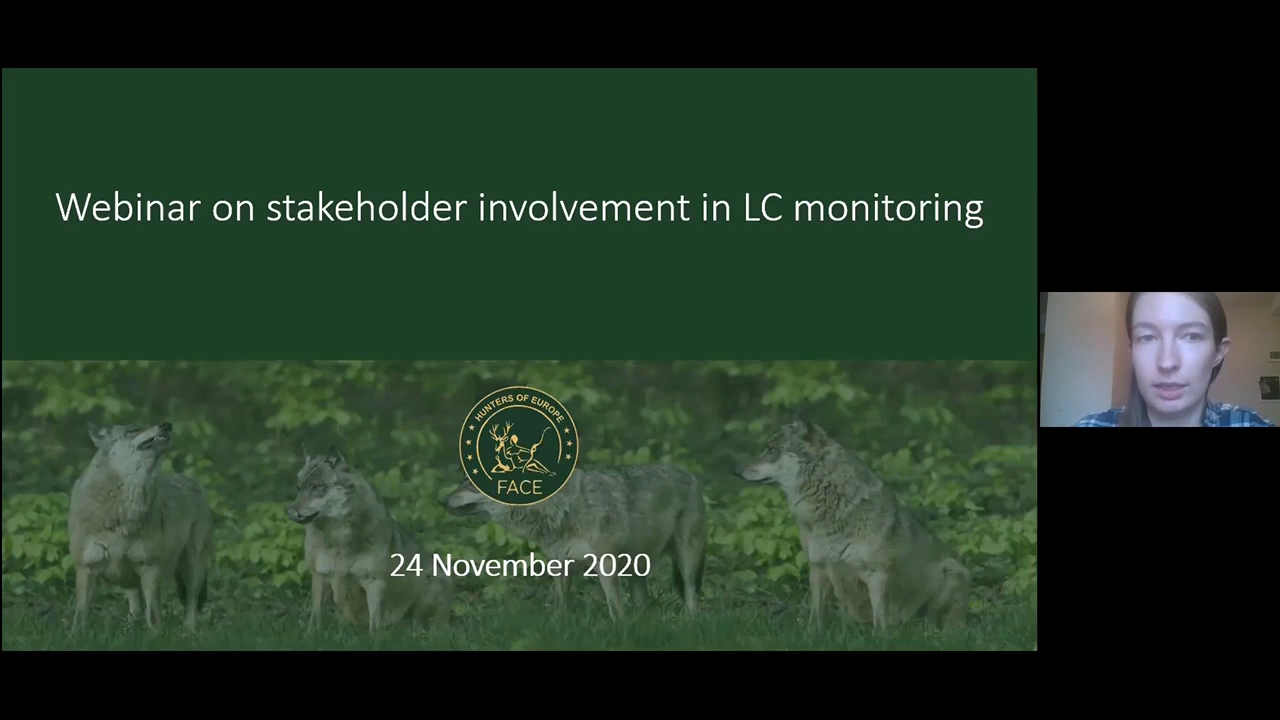 Webinar on stakeholder involvement in LC monitoring
HUNTERS OF EUROPE
FACE
24 November 2020